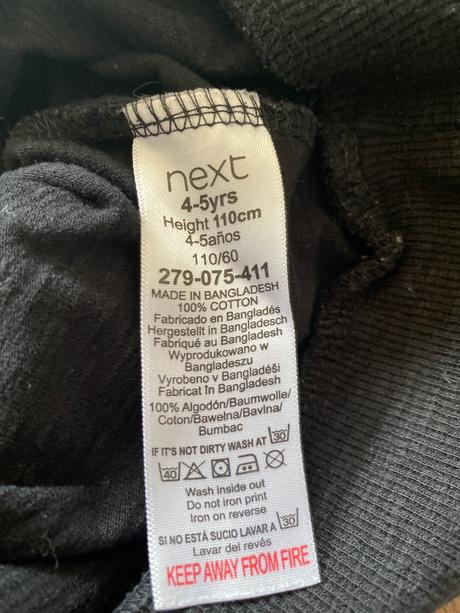 next
4-5yrs
Height 110cm
4-5años
110/60
279-075-411
MADE IN BANGLADESH
100% COTTON
Fabricado en Bangladés
Hergestellt in Bangladesch
Fabriqué au Bangladesh
Wyprodukowano w
Bangladeszu
Vyrobeno v Bangladéši
Fabricat în Bangladesh
100% Algodón/Baumwolle/
Coton/Bawełna/Bavlna/
Bumbac
IF IT'S NOT DIRTY WASH AT 30
40
Wash inside out
Do not iron print
Iron on reverse
SI NO ESTÁ SUCIO LAVAR A 30
Lavar del revés
KEEP AWAY FROM FIRE